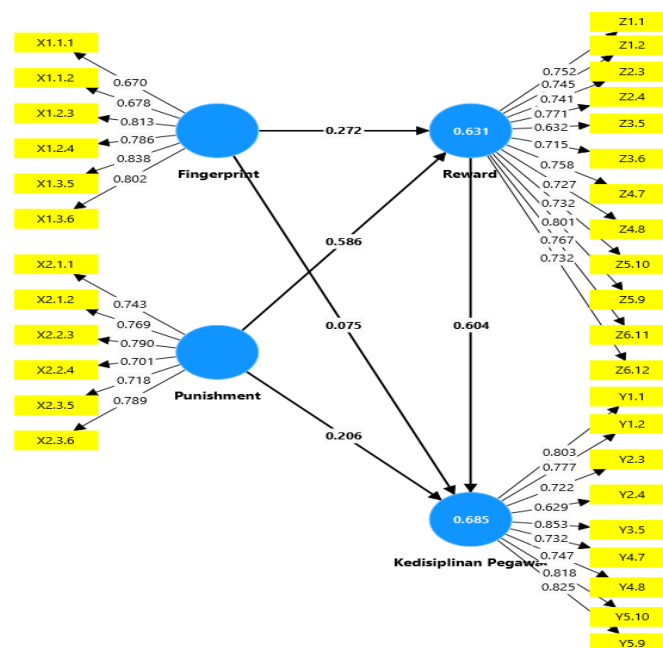 X1.1.1
X1.1.2
X1.2.3
X1.2.4
X1.3.5
X1.3.6
0.670
0.678
0.813
0.786
0.838
0.802
Fingerprint
X2.1.1
X2.1.2
X2.2.3
X2.2.4
X2.3.5
X2.3.6
0.743
0.769
0.790
0.701
0.718
0.789
Punishment
0.272
0.586
0.075
0.604
0.206
0.631
Reward
0.752
0.745
0.741
0.771
0.632
0.715
0.758
0.727
0.732
0.801
0.767
0.732
Z1.1
Z1.2
Z2.3
Z2.4
Z3.5
Z3.6
Z4.7
Z4.8
Z5.10
Z5.9
Z6.11
Z6.12
0.685
Kedisiplinan
0.803
0.777
0.722
0.629
0.853
0.732
0.747
0.818
0.825
Y1.1
Y1.2
Y2.3
Y2.4
Y3.5
Y4.7
Y4.8
Y5.10
Y5.9